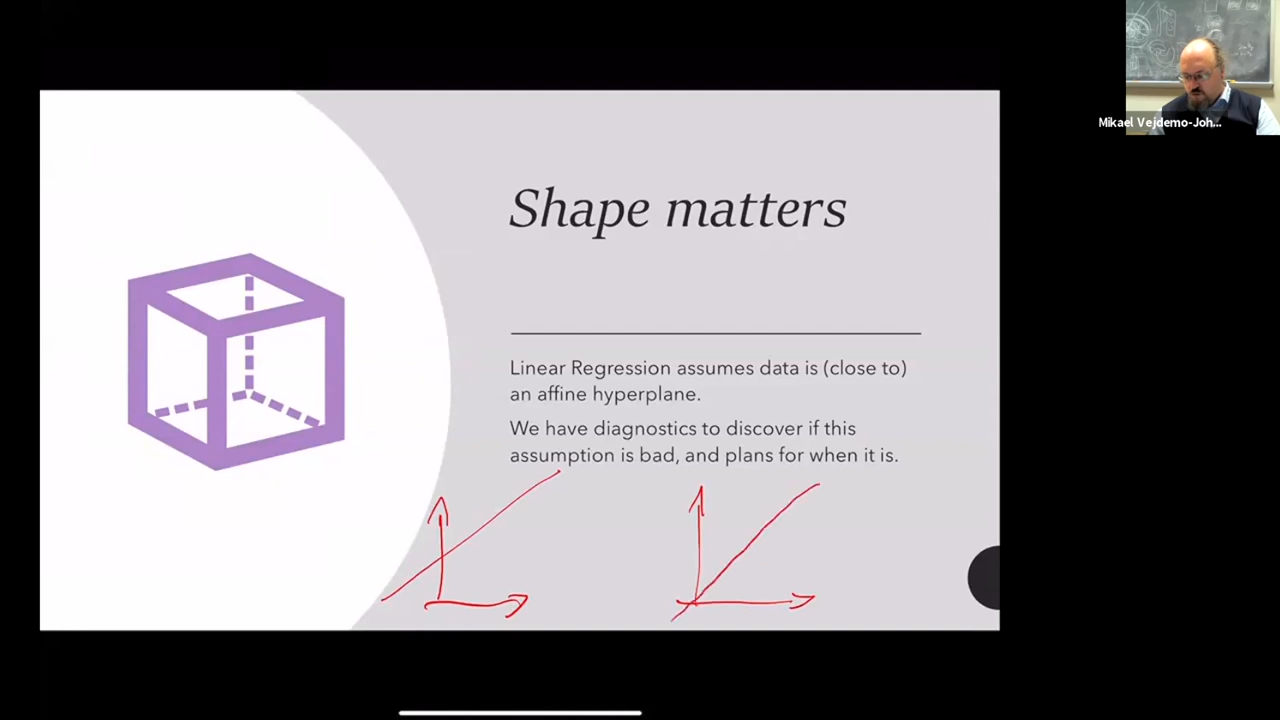 Shape matters
Linear Regression assumes data is (close to)
an affine hyperplane.
We have diagnostics to discover if this
assumption is bad, and plans for when it is.
Mikael Vejdemo-Joh...